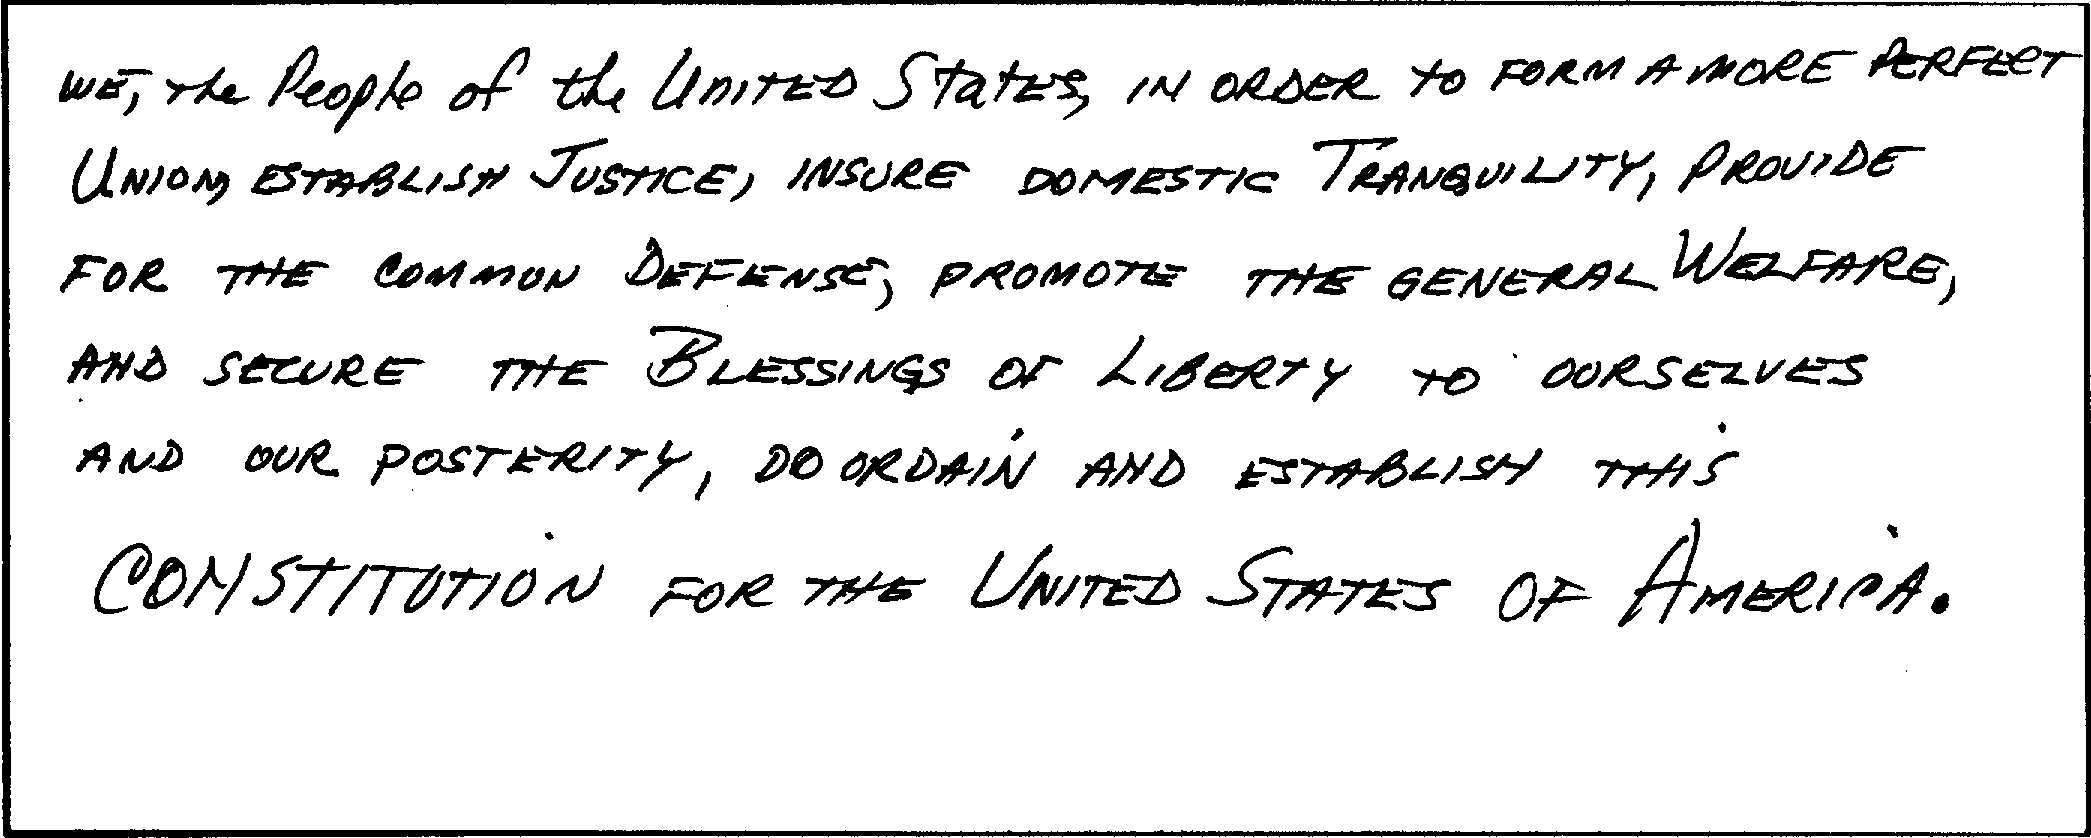 WE, the People of the UNITED States, IN ORDER to FORM A MORE PERFECT
UNION, ESTABLISH JUSTICE, INSURE DOMESTIC TRANQUILITY, PROVIDE
FOR THE COMMON DEFENSE, PROMOTE THE GENERAL WELFARE,
AND SECURE THE BLESSINGS OF LIBERTY TO OURSELVES
AND OUR POSTERITY, DO ORDAIN AND ESTABLISH THIS
CONSTITUTION FOR THE UNITED STATES OF AMERICA.